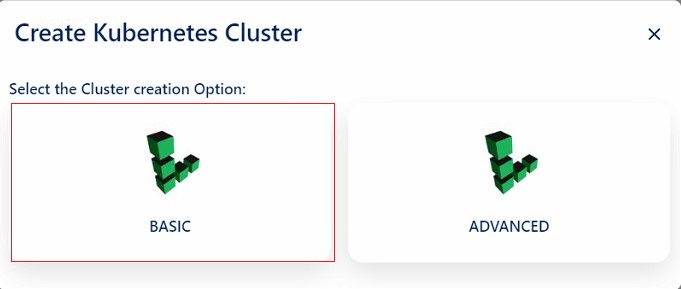 Create Kubernetes Cluster
Select the Cluster creation Option:
BASIC
ADVANCED